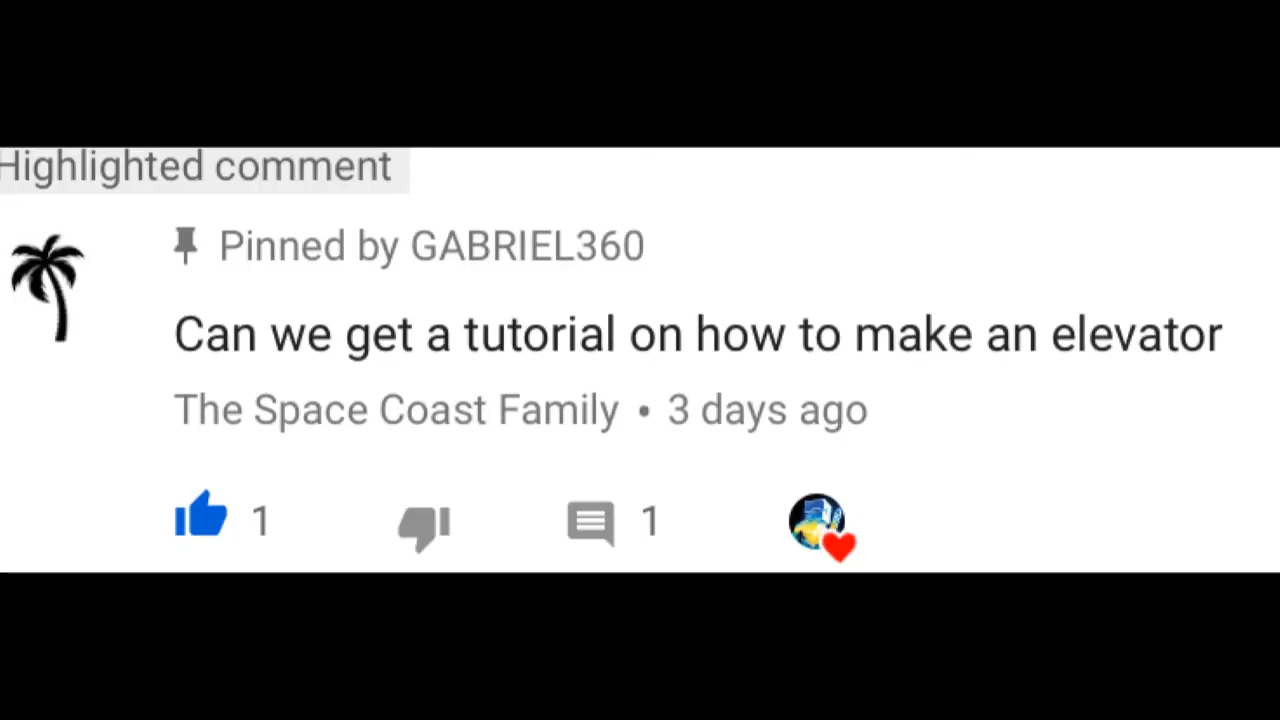 Highlighted comment
Pinned by GABRIEL360
Can we get a tutorial on how to make an elevator
The Space Coast Family • 3 days ago
1 1